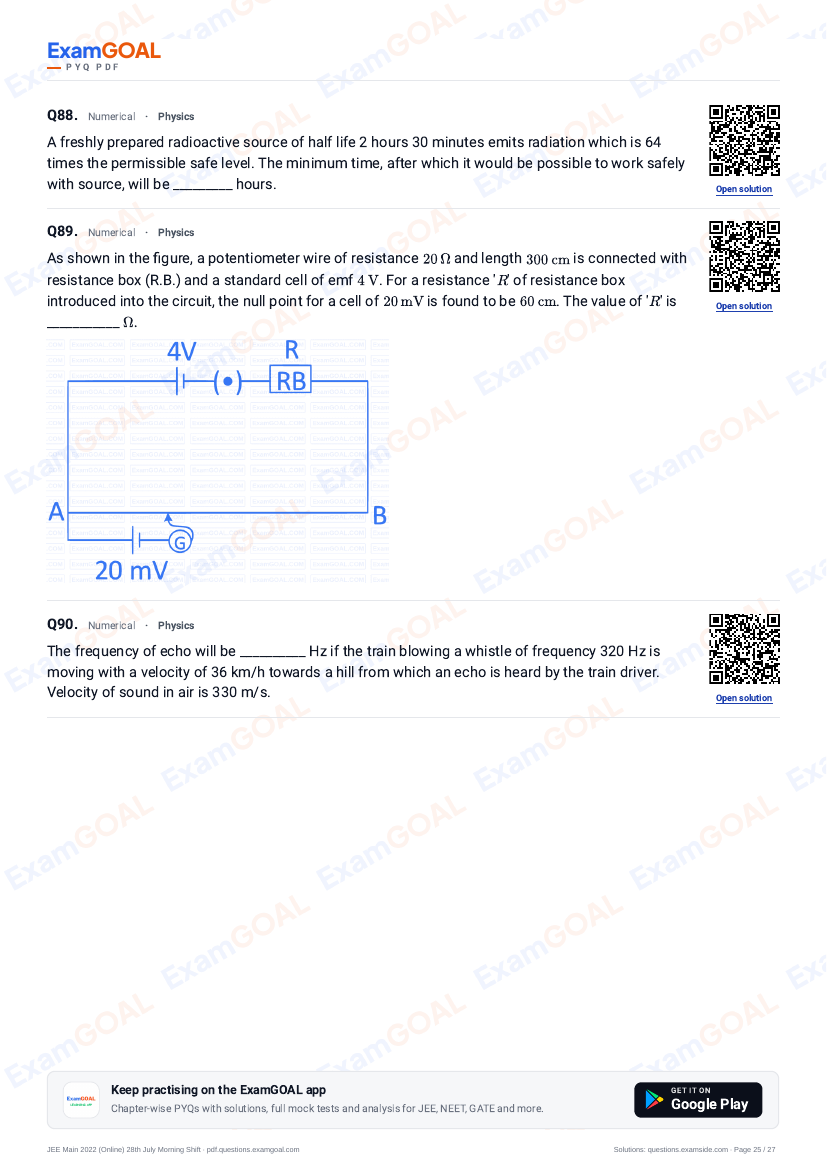 ExamGOAL
PYQ PDF
Q88. Numerical · Physics
A freshly prepared radioactive source of half life 2 hours 30 minutes emits radiation which is 64
times the permissible safe level. The minimum time, after which it would be possible to work safely
with source, will be _________ hours.
Open solution
Q89. Numerical · Physics
As shown in the figure, a potentiometer wire of resistance 20 Ω and length 300 cm is connected with
resistance box (R.B.) and a standard cell of emf 4 V. For a resistance 'R' of resistance box
introduced into the circuit, the null point for a cell of 20 mV is found to be 60 cm. The value of 'R' is
___________ Ω.
Open solution
4V
R
(•)
RB
A
B
G
20 mV
Q90. Numerical · Physics
The frequency of echo will be __________ Hz if the train blowing a whistle of frequency 320 Hz is
moving with a velocity of 36 km/h towards a hill from which an echo is heard by the train driver.
Velocity of sound in air is 330 m/s.
Open solution
ExamGOAL
Keep practising on the ExamGOAL app
Chapter-wise PYQs with solutions, full mock tests and analysis for JEE, NEET, GATE and more.
GET IT ON
Google Play
JEE Main 2022 (Online) 28th July Morning Shift · pdf.questions.examgoal.com
Solutions: questions.examside.com · Page 25 / 27